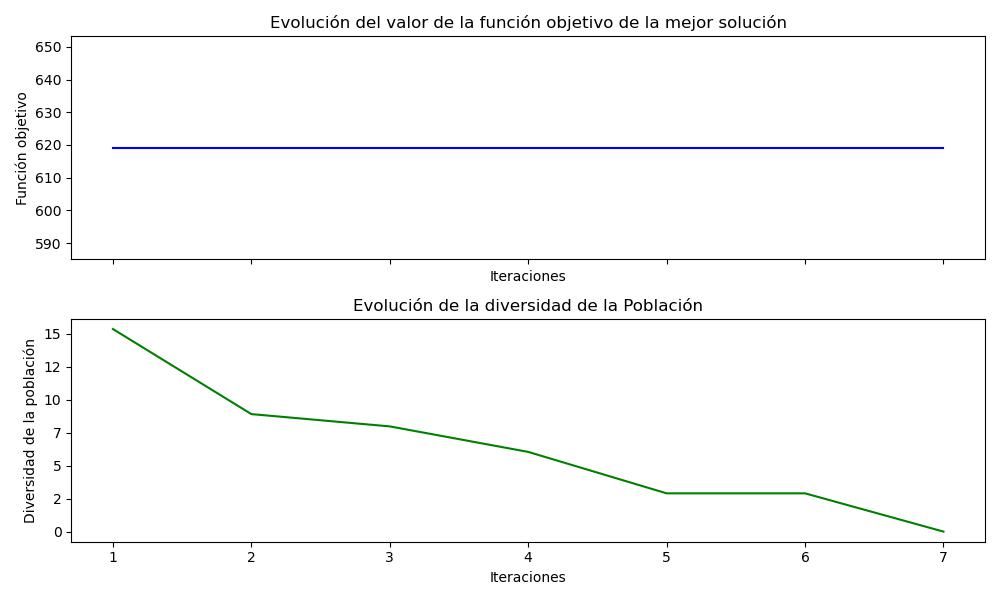 Evolución del valor de la función objetivo de la mejor solución
Función objetivo
650
640
630
620
610
600
590
Iteraciones
Evolución de la diversidad de la Población
Diversidad de la población
15
12
10
7
5
2
0
1 2 3 4 5 6 7
Iteraciones